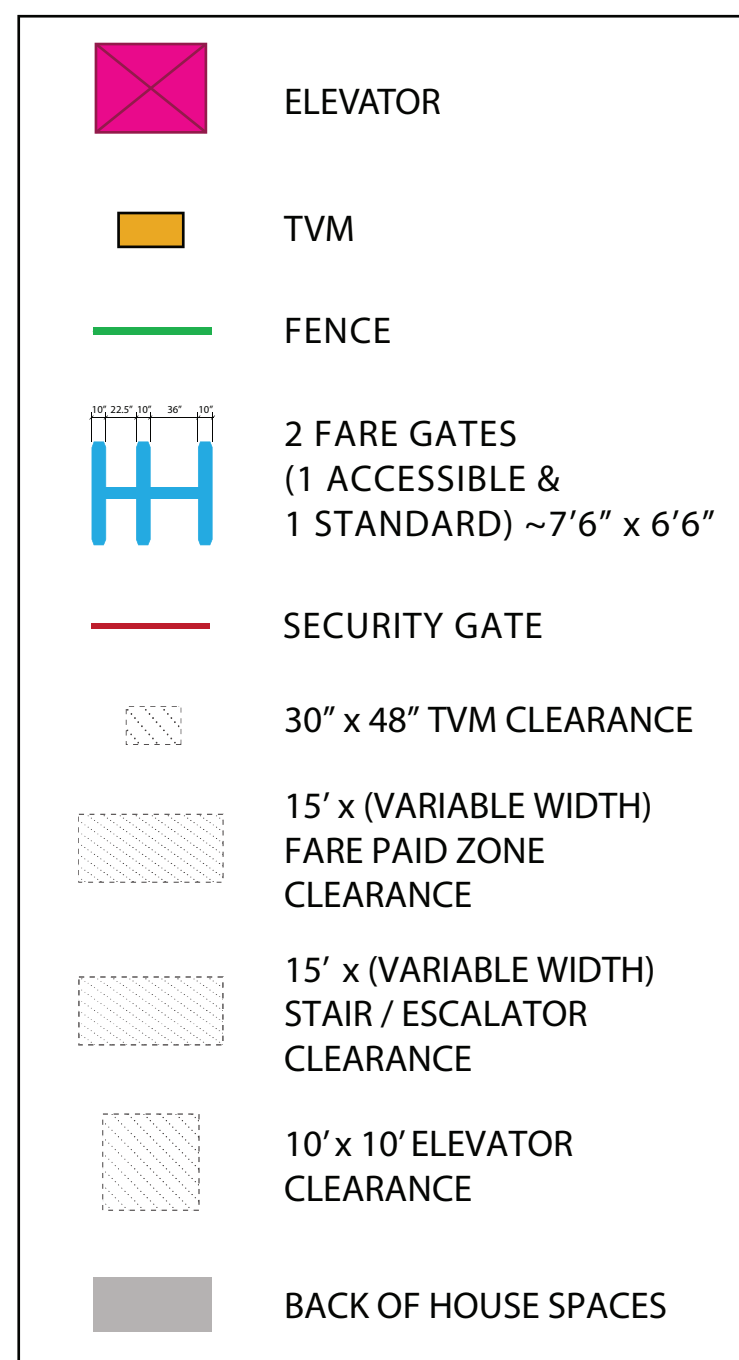 ELEVATOR
TVM
FENCE
10" 22.5" 10" 36" 10"
2 FARE GATES
(1 ACCESSIBLE &
1 STANDARD) ~7’6” x 6’6”
SECURITY GATE
30” x 48” TVM CLEARANCE
15’ x (VARIABLE WIDTH)
FARE PAID ZONE
CLEARANCE
15’ x (VARIABLE WIDTH)
STAIR / ESCALATOR
CLEARANCE
10’ x 10’ ELEVATOR
CLEARANCE
BACK OF HOUSE SPACES